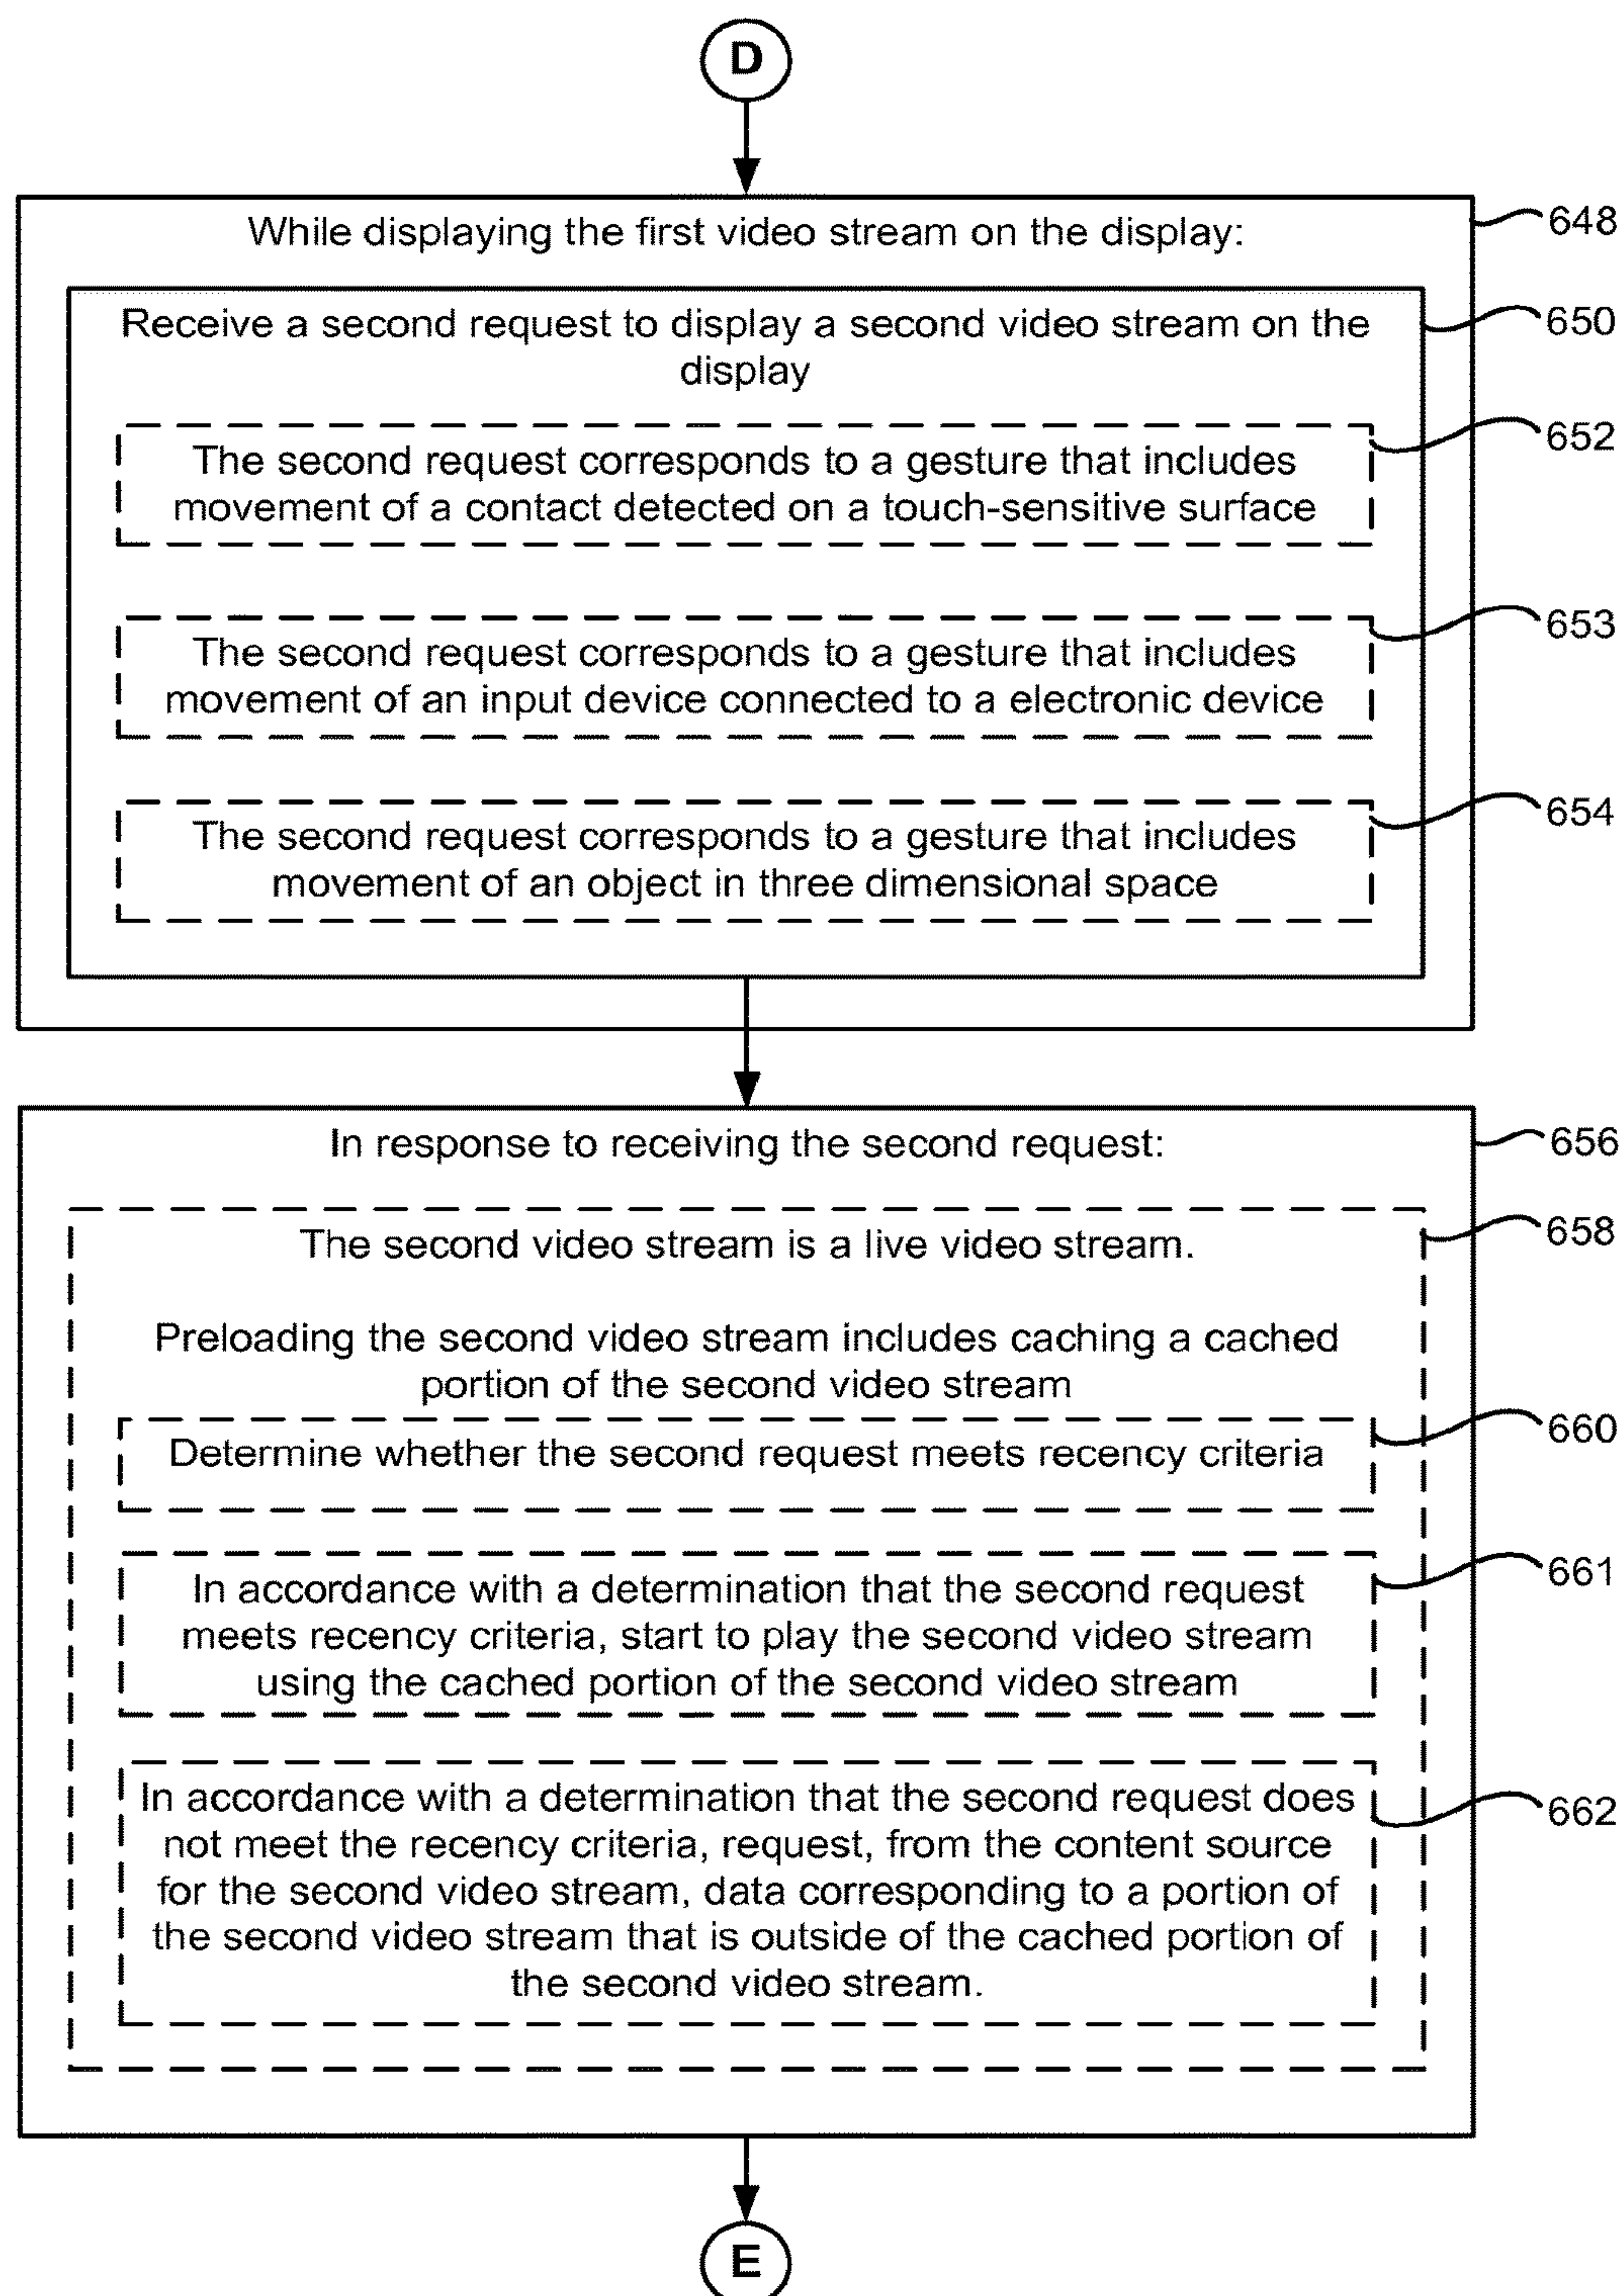 D
While displaying the first video stream on the display:
648
Receive a second request to display a second video stream on the
display
650
The second request corresponds to a gesture that includes
movement of a contact detected on a touch-sensitive surface
652
The second request corresponds to a gesture that includes
movement of an input device connected to a electronic device
653
The second request corresponds to a gesture that includes
movement of an object in three dimensional space
654
In response to receiving the second request:
656
The second video stream is a live video stream.
658
Preloading the second video stream includes caching a cached
portion of the second video stream
Determine whether the second request meets recency criteria
660
In accordance with a determination that the second request
meets recency criteria, start to play the second video stream
using the cached portion of the second video stream
661
In accordance with a determination that the second request does
not meet the recency criteria, request, from the content source
for the second video stream, data corresponding to a portion of
the second video stream that is outside of the cached portion of
the second video stream.
662
E